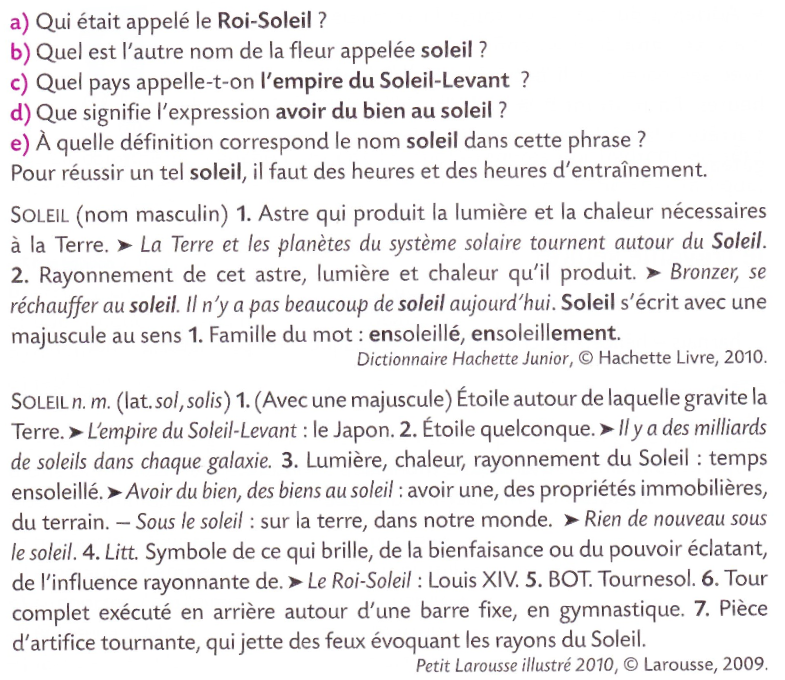 a) Qui était appelé le Roi-Soleil ?
b) Quel est l'autre nom de la fleur appelée soleil ?
c) Quel pays appelle-t-on l'empire du Soleil-Levant ?
d) Que signifie l'expression avoir du bien au soleil ?
e) À quelle définition correspond le nom soleil dans cette phrase ?
Pour réussir un tel soleil, il faut des heures et des heures d'entraînement.
SOLEIL (nom masculin) 1. Astre qui produit la lumière et la chaleur nécessaires
à la Terre. ➤ La Terre et les planètes du système solaire tournent autour du Soleil.
2. Rayonnement de cet astre, lumière et chaleur qu'il produit. ➤ Bronzer, se
réchauffer au soleil. Il n'y a pas beaucoup de soleil aujourd'hui. Soleil s'écrit avec une
majuscule au sens 1. Famille du mot : ensoleillé, ensoleillement.
Dictionnaire Hachette Junior, © Hachette Livre, 2010.
SOLEIL n. m. (lat. sol, solis) 1. (Avec une majuscule) Étoile autour de laquelle gravite la
Terre. ➤ L'empire du Soleil-Levant : le Japon. 2. Étoile quelconque. ➤ Il y a des milliards
de soleils dans chaque galaxie. 3. Lumière, chaleur, rayonnement du Soleil : temps
ensoleillé. ➤ Avoir du bien, des biens au soleil : avoir une, des propriétés immobilières,
du terrain. – Sous le soleil : sur la terre, dans notre monde. ➤ Rien de nouveau sous
le soleil. 4. Litt. Symbole de ce qui brille, de la bienfaisance ou du pouvoir éclatant,
de l'influence rayonnante de. ➤ Le Roi-Soleil : Louis XIV. 5. BOT. Tournesol. 6. Tour
complet exécuté en arrière autour d'une barre fixe, en gymnastique. 7. Pièce
d'artifice tournante, qui jette des feux évoquant les rayons du Soleil.
Petit Larousse illustré 2010, © Larousse, 2009.